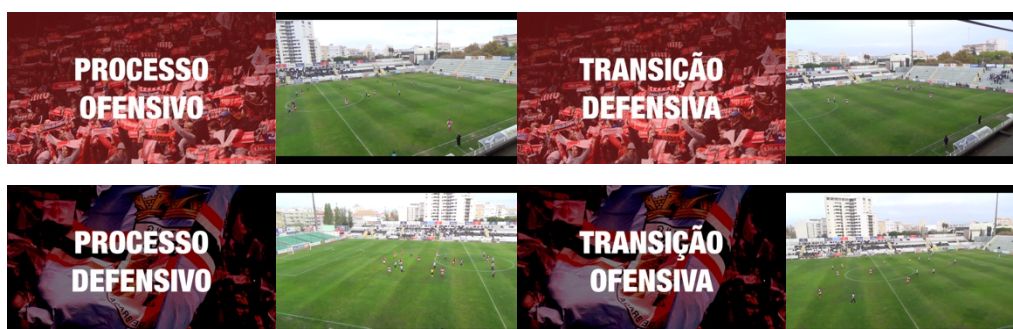 PROCESSO
OFENSIVO
TRANSIÇÃO
DEFENSIVA
PROCESSO
DEFENSIVO
TRANSIÇÃO
OFENSIVA